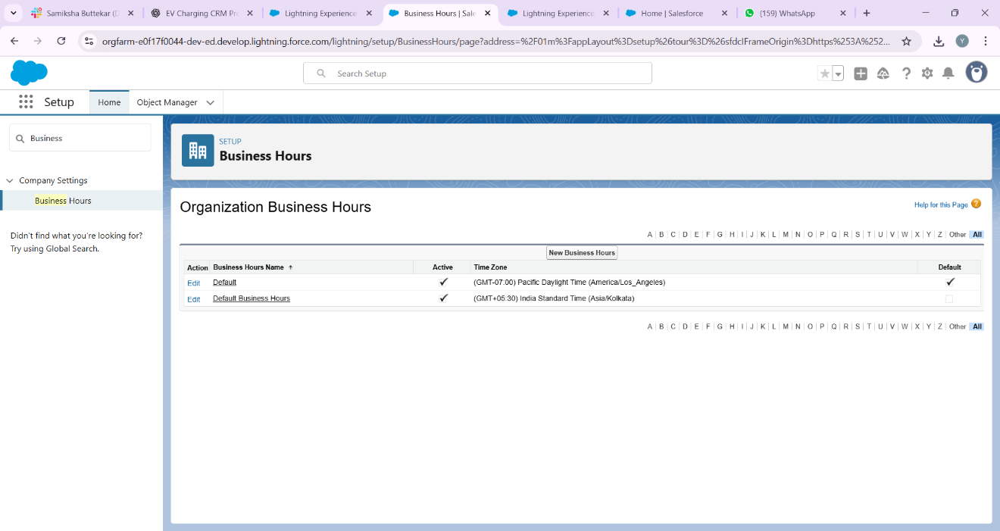 Samiksha Buttekar (D
EV Charging CRM Pro
Lightning Experience
Business Hours | Sale
Lightning Experience
Home | Salesforce
(159) WhatsApp
orgfarm-e0f17f0044-dev-ed.develop.lightning.force.com/lightning/setup/BusinessHours/page?address=%2F01m%3FappLayout%3Dsetup%26tour%3D%26sfdcIFrameOrigin%3Dhttps%253A%252...
Y
Search Setup
Setup
Home
Object Manager
Business
Company Settings
Business Hours
Didn't find what you're looking for?
Try using Global Search.
SETUP
Business Hours
Organization Business Hours
Help for this Page ?
A | B | C | D | E | F | G | H | I | J | K | L | M | N | O | P | Q | R | S | T | U | V | W | X | Y | Z | Other | All
New Business Hours
Action Business Hours Name Active Time Zone Default
Edit Default (GMT-07:00) Pacific Daylight Time (America/Los_Angeles)
Edit Default Business Hours (GMT+05:30) India Standard Time (Asia/Kolkata)
A | B | C | D | E | F | G | H | I | J | K | L | M | N | O | P | Q | R | S | T | U | V | W | X | Y | Z | Other | All